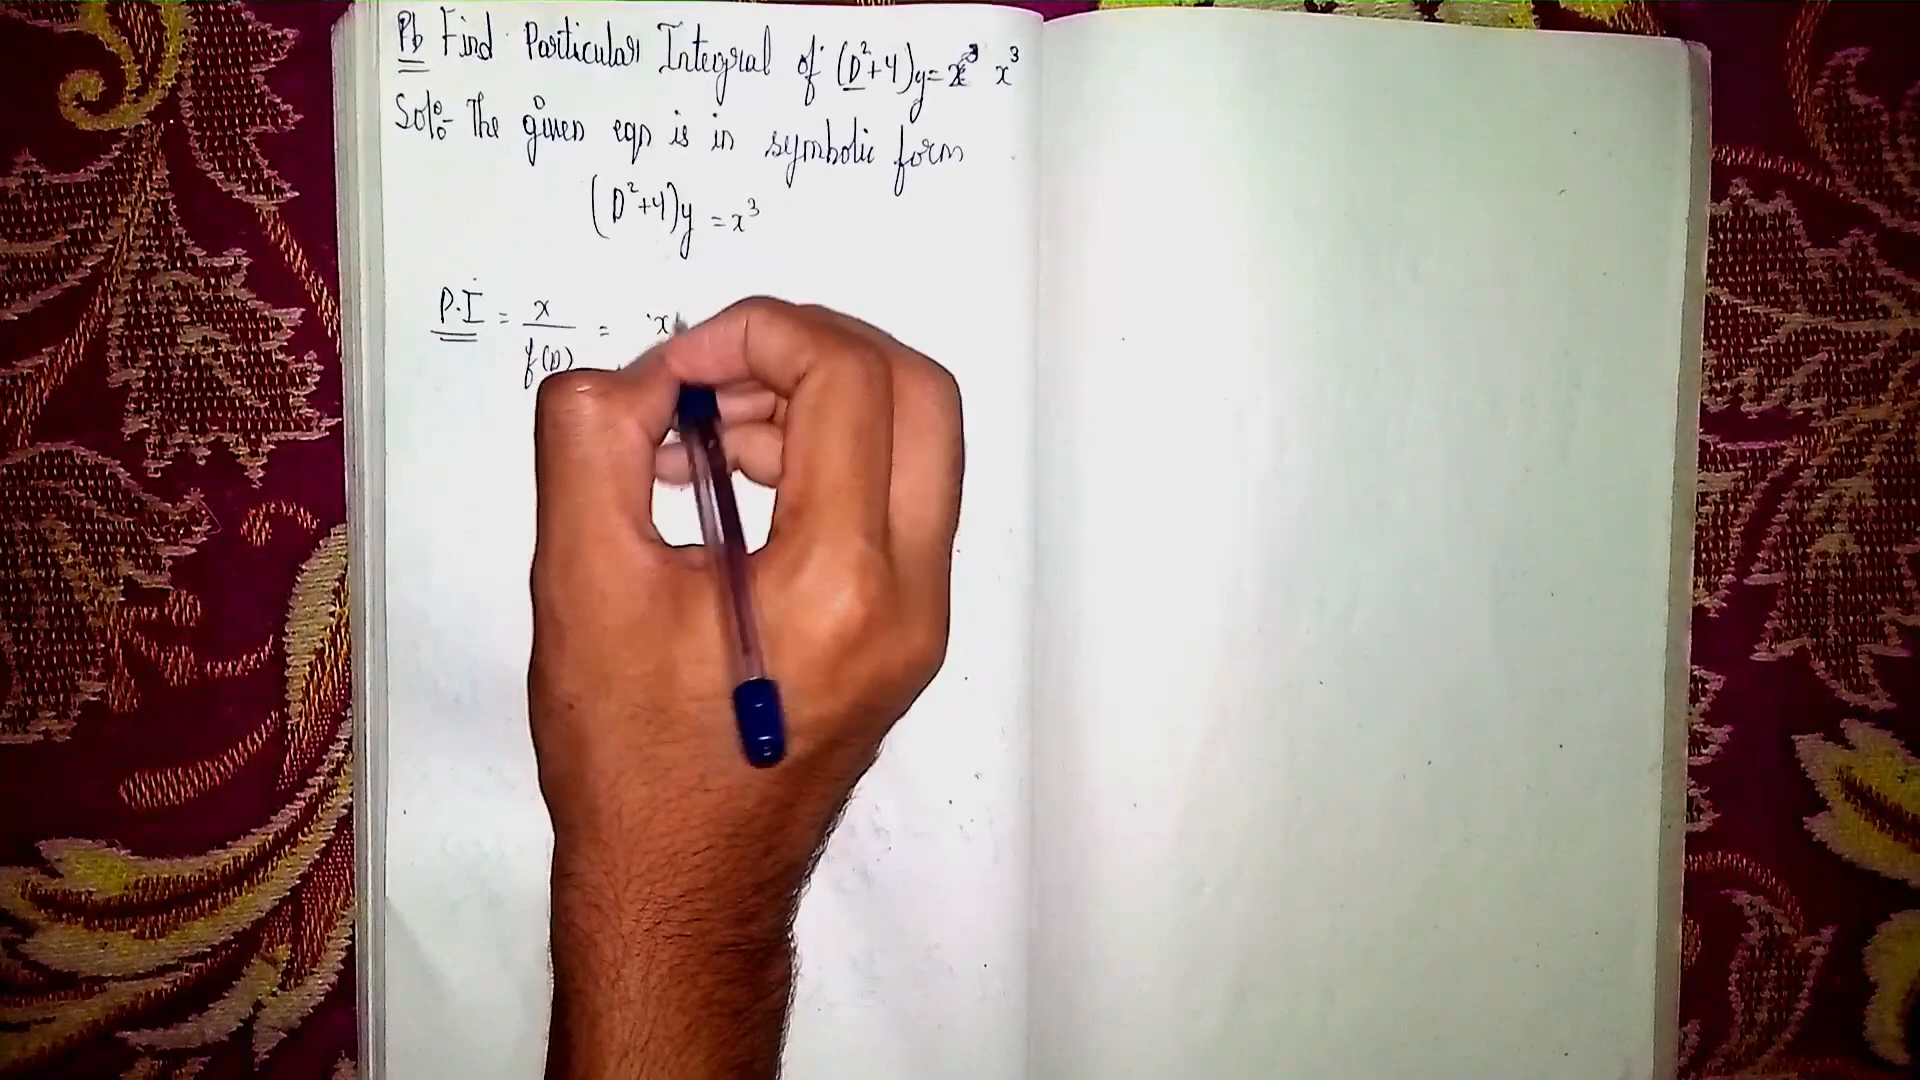 Pb Find Particular Integral of (D²+4)y= x³
Sol:- The given eqn is in symbolic form
(D²+4)y = x³
P.I = x / f(D) = x